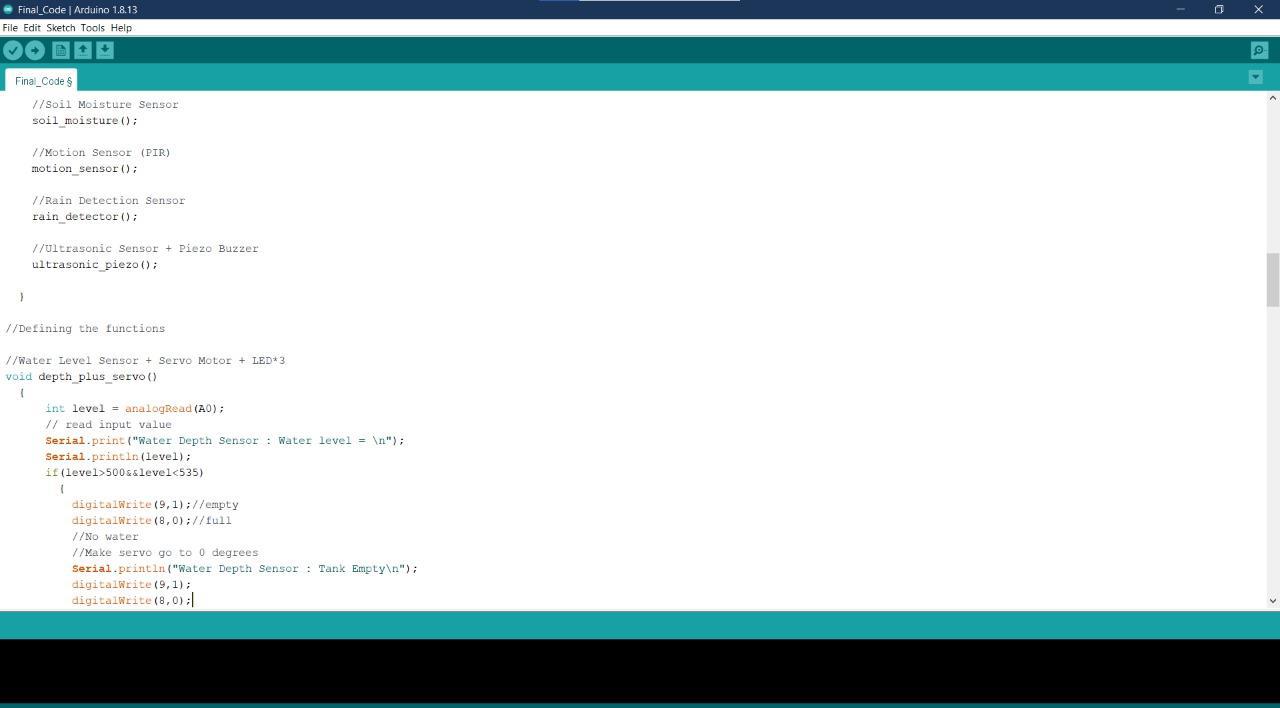 Final_Code | Arduino 1.8.13
File Edit Sketch Tools Help
Final_Code §
//Soil Moisture Sensor
soil_moisture();
//Motion Sensor (PIR)
motion_sensor();
//Rain Detection Sensor
rain_detector();
//Ultrasonic Sensor + Piezo Buzzer
ultrasonic_piezo();
}
//Defining the functions
//Water Level Sensor + Servo Motor + LED*3
void depth_plus_servo()
{
int level = analogRead(A0);
// read input value
Serial.print("Water Depth Sensor : Water level = \n");
Serial.println(level);
if(level>500&&level<535)
{
digitalWrite(9,1);//empty
digitalWrite(8,0);//full
//No water
//Make servo go to 0 degrees
Serial.println("Water Depth Sensor : Tank Empty\n");
digitalWrite(9,1);
digitalWrite(8,0);